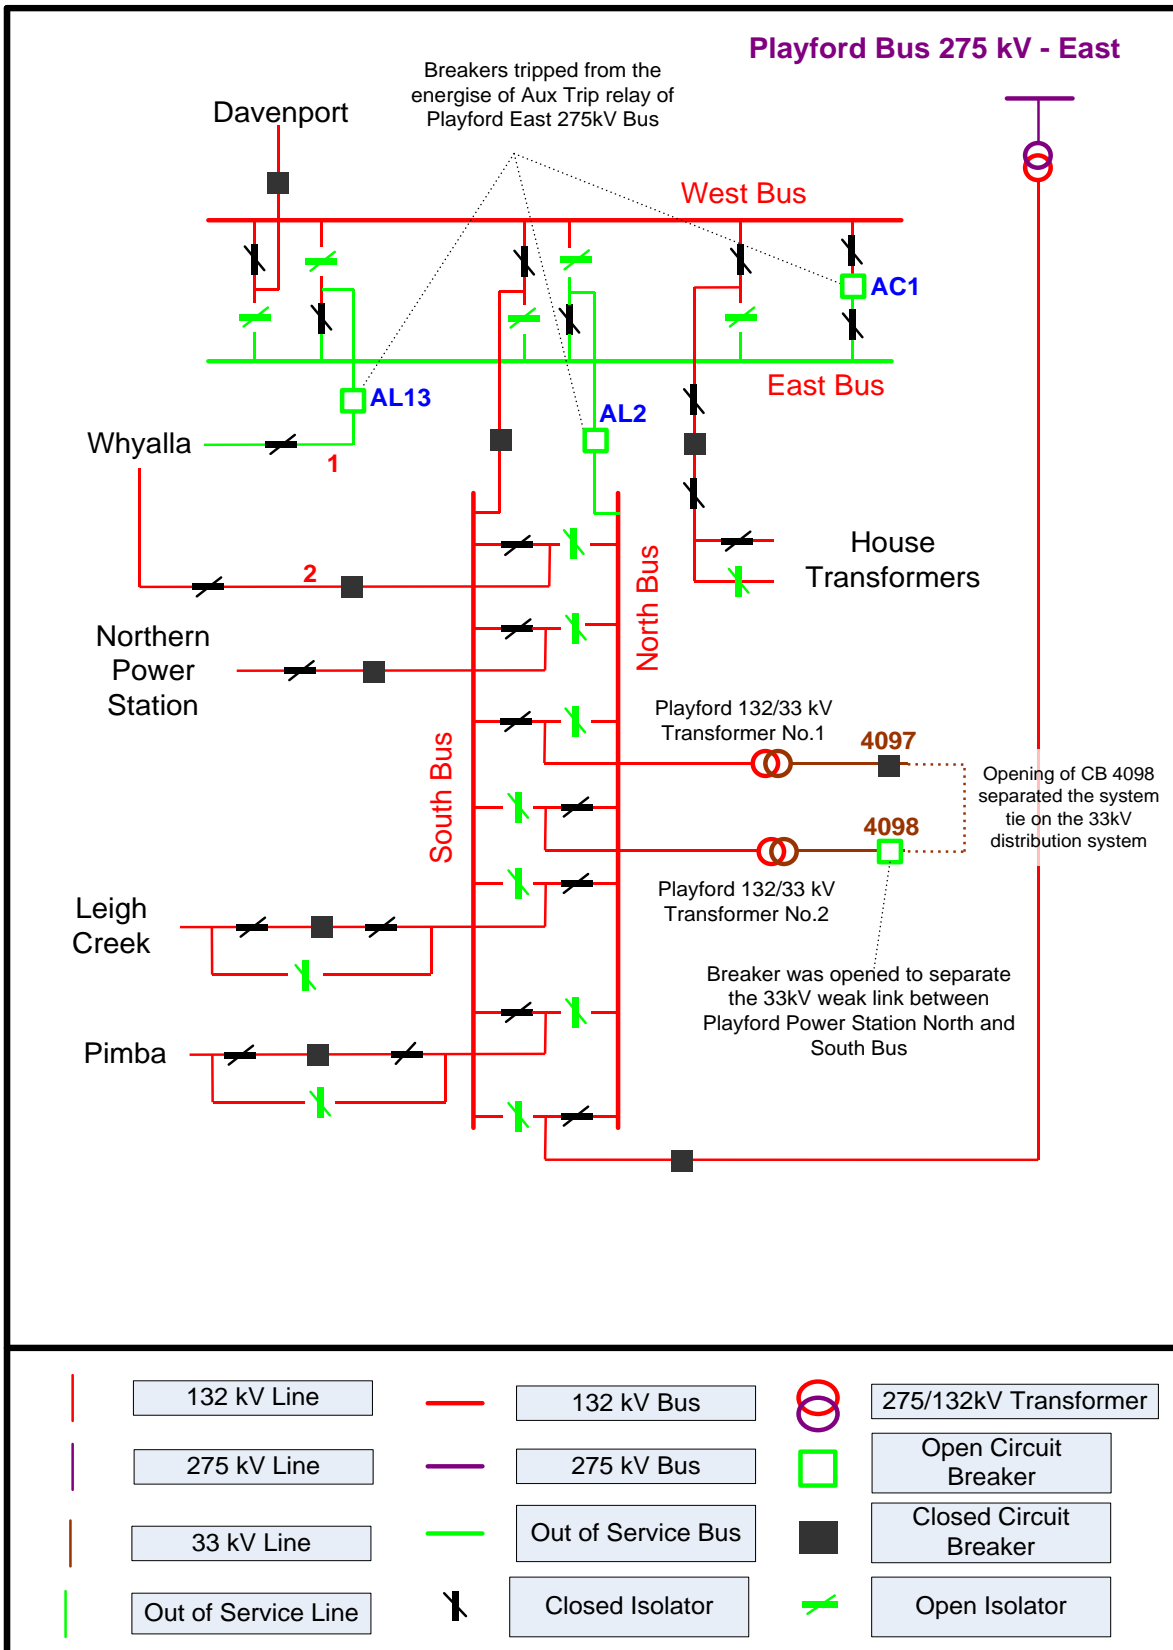 Playford Bus 275 kV - East
Breakers tripped from the
energise of Aux Trip relay of
Playford East 275kV Bus
Davenport
West Bus
AC1
East Bus
AL13
AL2
Whyalla
1
2
House
Transformers
North Bus
Northern
Power
Station
South Bus
Playford 132/33 kV
Transformer No.1
4097
Opening of CB 4098
separated the system
tie on the 33kV
distribution system
4098
Playford 132/33 kV
Transformer No.2
Leigh
Creek
Breaker was opened to separate
the 33kV weak link between
Playford Power Station North and
South Bus
Pimba
132 kV Line
132 kV Bus
275/132kV Transformer
275 kV Line
275 kV Bus
Open Circuit
Breaker
33 kV Line
Out of Service Bus
Closed Circuit
Breaker
Out of Service Line
Closed Isolator
Open Isolator